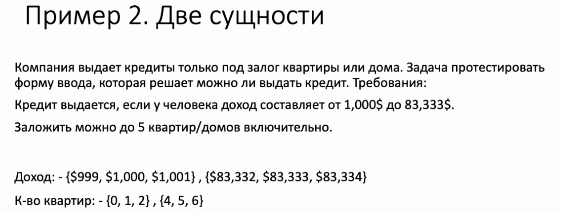 Пример 2. Две сущности
Компания выдает кредиты только под залог квартиры или дома. Задача протестировать
форму ввода, которая решает можно ли выдать кредит. Требования:
Кредит выдается, если у человека доход составляет от 1,000$ до 83,333$.
Заложить можно до 5 квартир/домов включительно.
Доход: - {$999, $1,000, $1,001} , {$83,332, $83,333, $83,334}
К-во квартир: - {0, 1, 2} , {4, 5, 6}